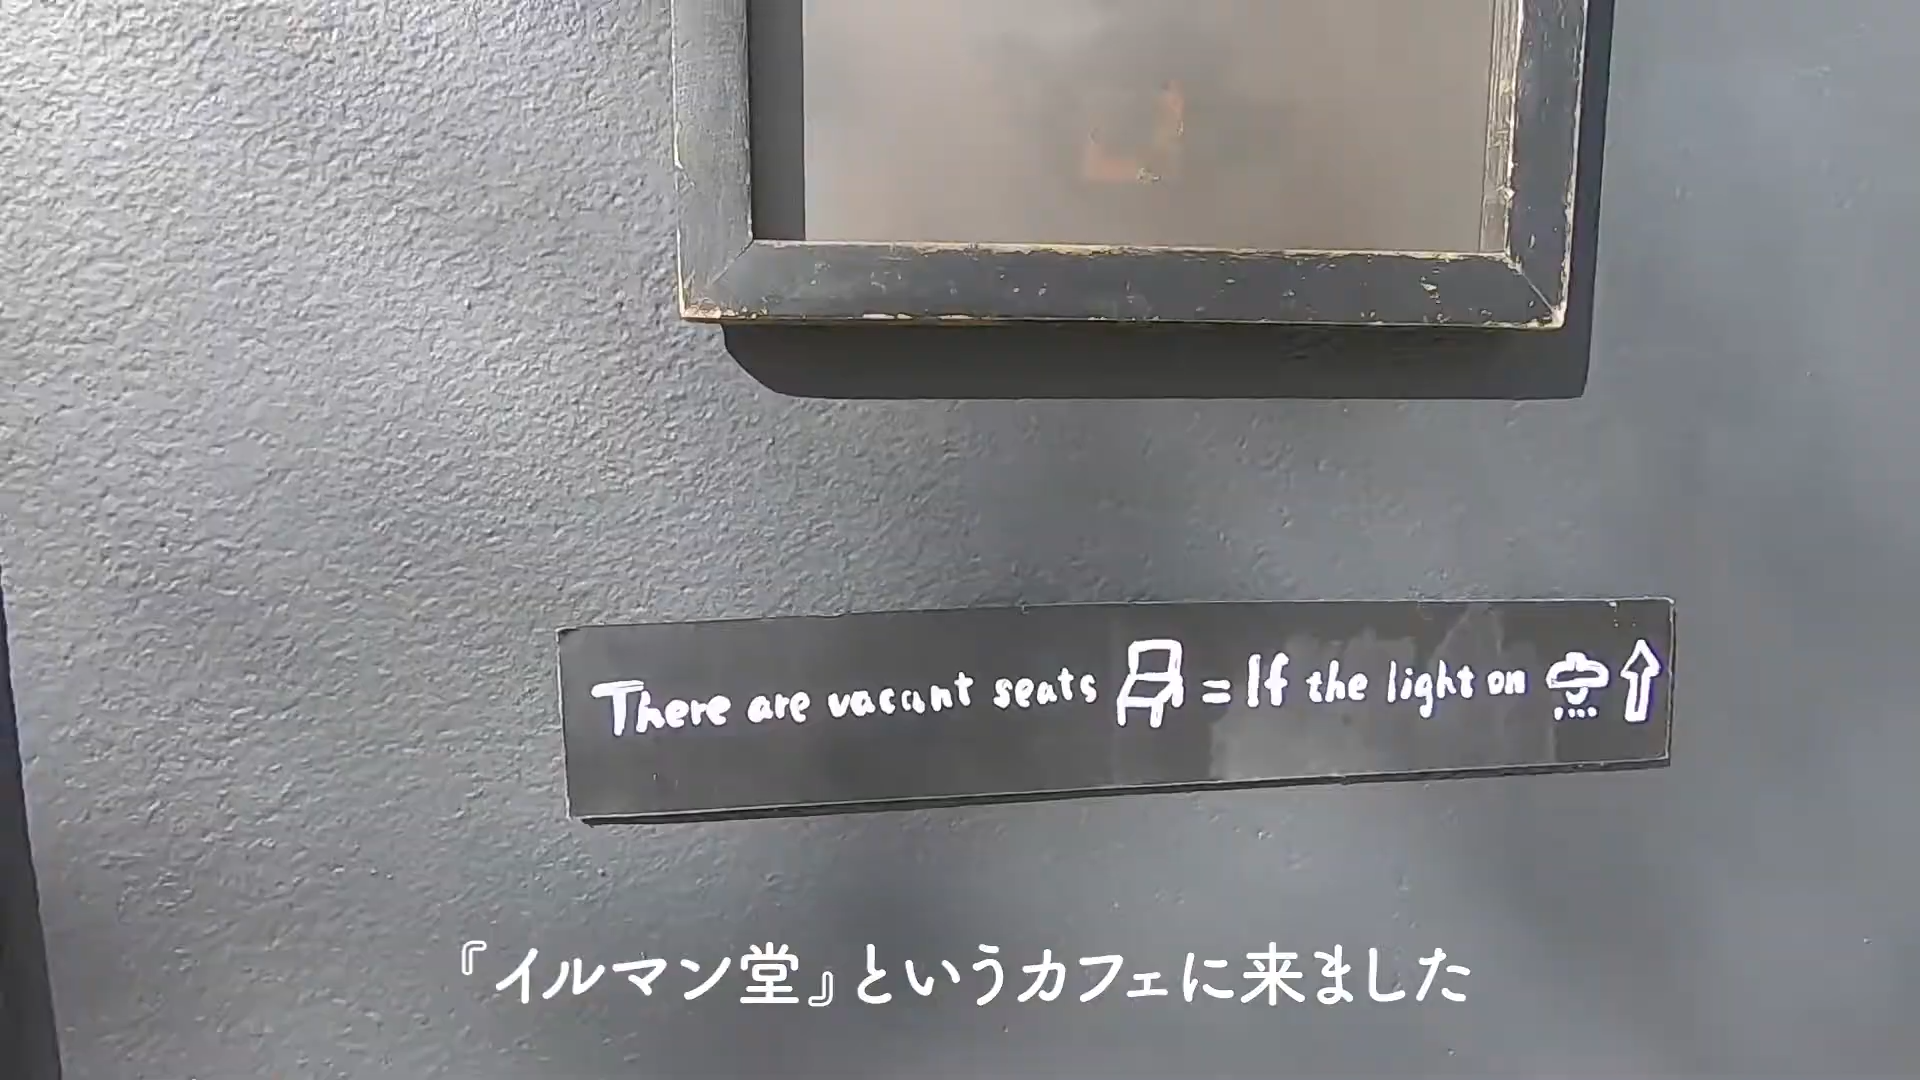 There are vacant seats = If the light on
『イルマン堂』というカフェに来ました